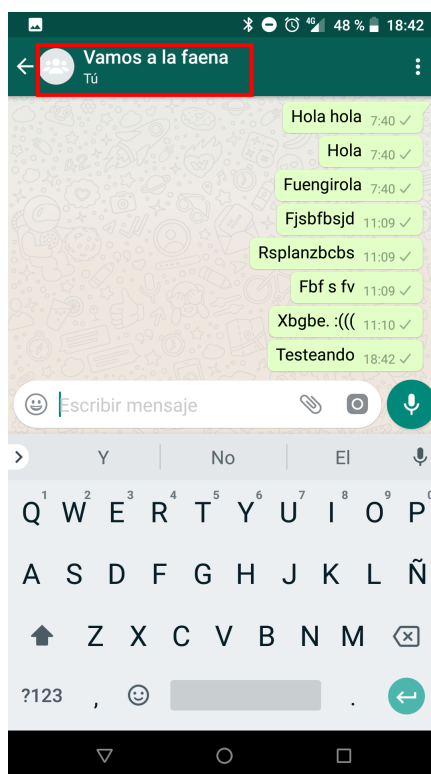 4G 48 % 18:42
Vamos a la faena
Tú
Hola hola 7:40
Hola 7:40
Fuengirola 7:40
Fjsbfbsjd 11:09
Rsplanzbcbs 11:09
Fbf s fv 11:09
Xbgbe. :((( 11:10
Testeando 18:42
Escribir mensaje
Y No El
1 2 3 4 5 6 7 8 9
Q W E R T Y U I O P
A S D F G H J K L Ñ
Z X C V B N M
?123 , .